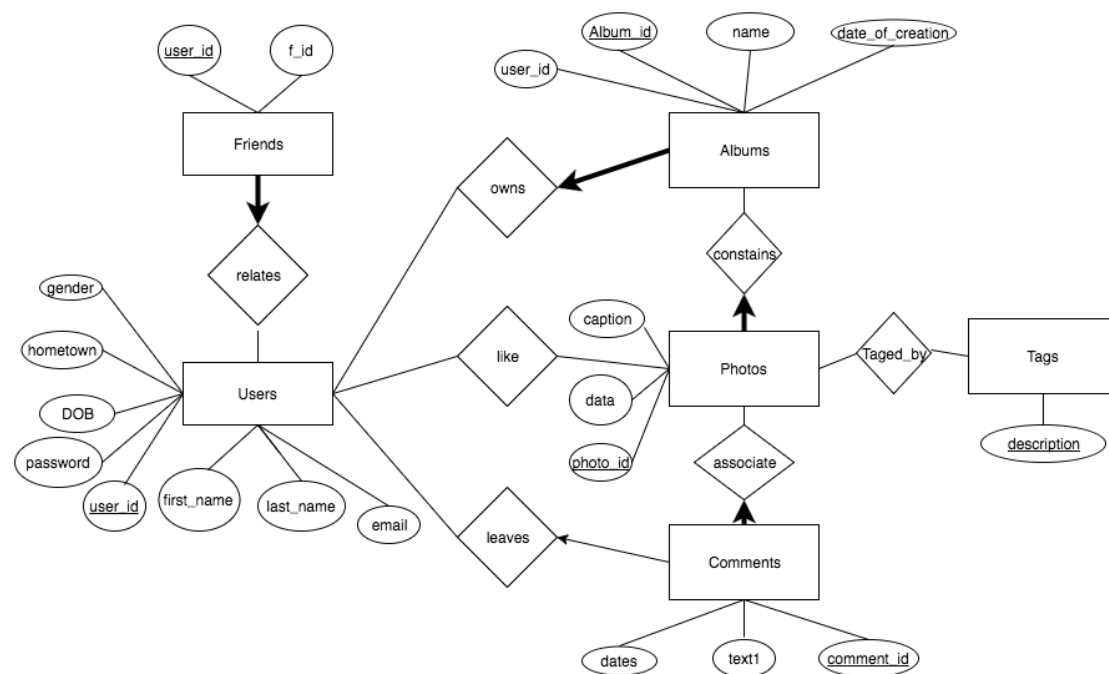 user_id
f_id
Friends
relates
user_id
Album_id
name
date_of_creation
Albums
owns
constains
gender
hometown
DOB
password
user_id
first_name
last_name
email
Users
like
caption
data
photo_id
Photos
Taged_by
Tags
description
associate
leaves
Comments
dates
text1
comment_id